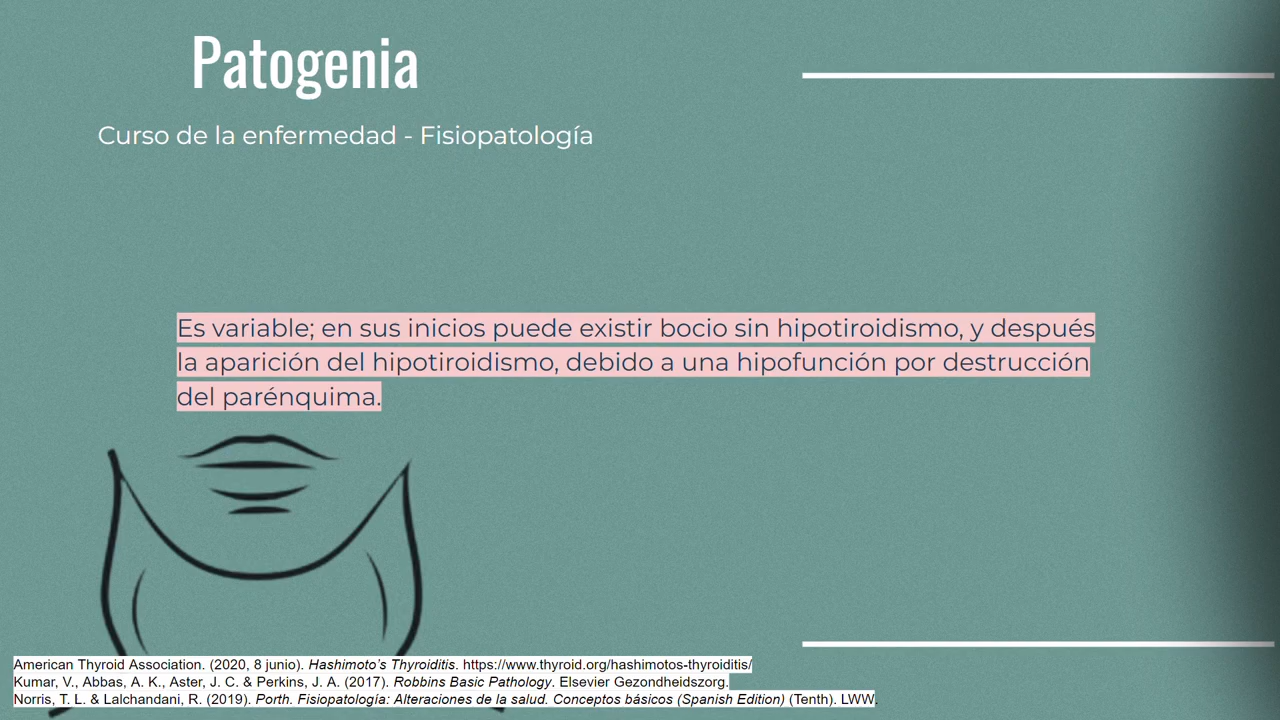 Patogenia
Curso de la enfermedad - Fisiopatología
Es variable; en sus inicios puede existir bocio sin hipotiroidismo, y después
la aparición del hipotiroidismo, debido a una hipofunción por destrucción
del parénquima.
American Thyroid Association. (2020, 8 junio). Hashimoto's Thyroiditis. https://www.thyroid.org/hashimotos-thyroiditis/
Kumar, V., Abbas, A. K., Aster, J. C. & Perkins, J. A. (2017). Robbins Basic Pathology. Elsevier Gezondheidszorg.
Norris, T. L. & Lalchandani, R. (2019). Porth. Fisiopatología: Alteraciones de la salud. Conceptos básicos (Spanish Edition) (Tenth). LWW.